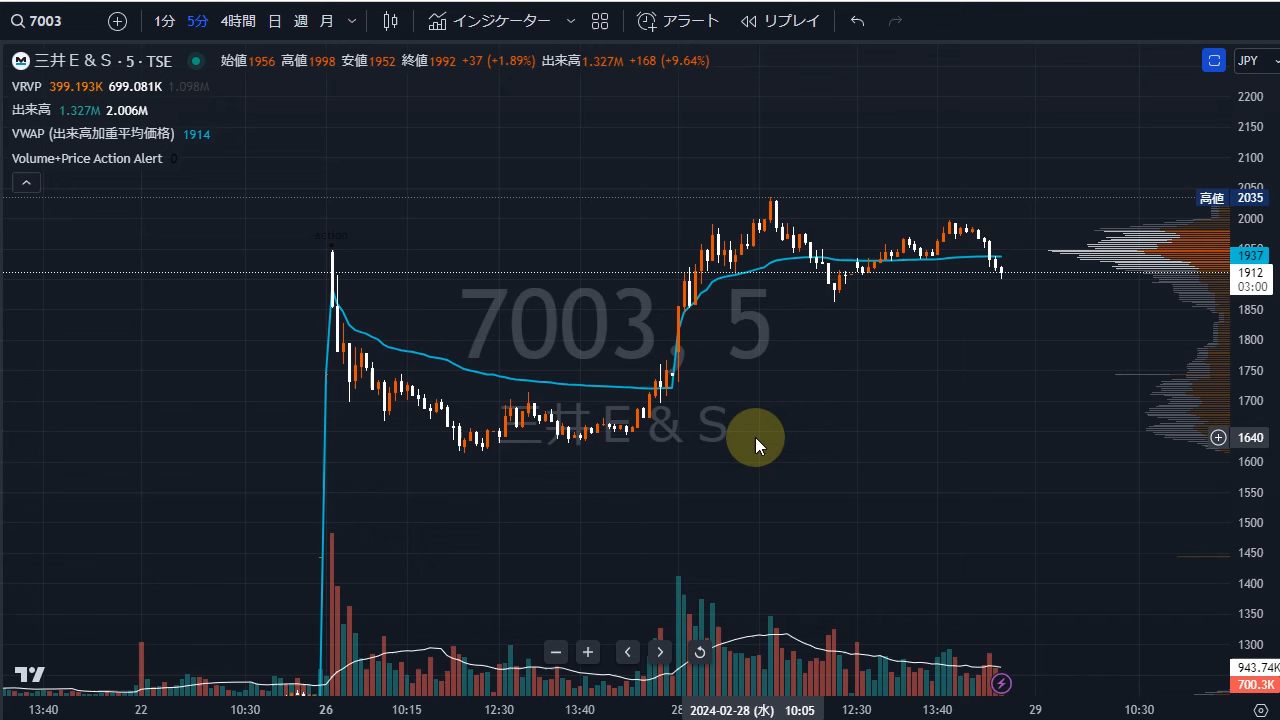 7003 1分 5分 4時間 日 週 月 インジケーター アラート リプレイ
三井Ｅ＆Ｓ · 5 · TSE 始値1956 高値1998 安値1952 終値1992 +37 (+1.89%) 出来高1.327M +168 (+9.64%) JPY
VRVP 399.193K 699.081K 1.098M
出来高 1.327M 2.006M
VWAP (出来高加重平均価格) 1914
Volume+Price Action Alert 0
2200
2150
2100
2050
高値 2035
2000
action
1950
1937
1912
03:00
7003, 5
三井Ｅ＆Ｓ
1850
1800
1750
1700
1640
1600
1550
1500
1450
1400
1350
1300
943.74K
700.3K
13:40 22 10:30 26 10:15 13:40 28 2024-02-28 (水) 10:05 12:30 13:40 29 10:30